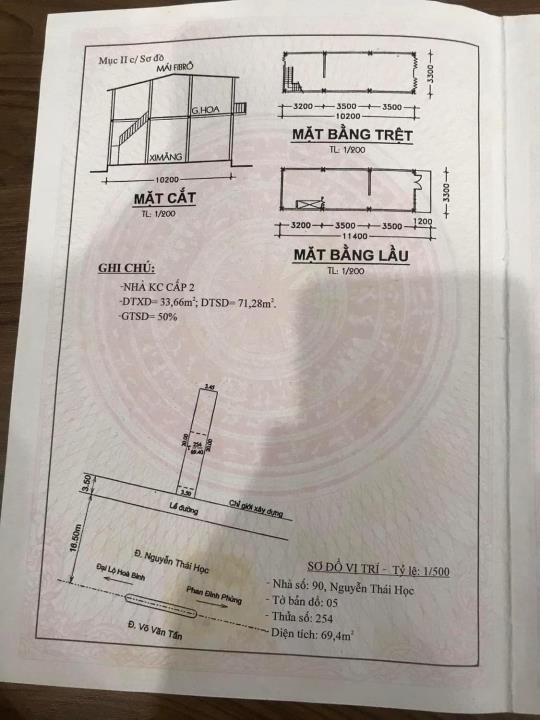 Mục II c/ Sơ đồ
MÁI FIBRÔ
G.HOA
XIMĂNG
10200
MẶT CẮT
TL: 1/200
3300
3200 3500 3500
10200
MẶT BẰNG TRỆT
TL: 1/200
3300
3200 3500 3500 1200
11400
MẶT BẰNG LẦU
TL: 1/200
GHI CHÚ:
-NHÀ KC CẤP 2
-DTXD= 33,66m²; DTSD= 71,28m².
-GTSD= 50%
3.45
20.00
254
69.40
20.00
3.50
3.50
Chỉ giới xây dựng
Lề đường
16.50m
Đ. Nguyễn Thái Học
Đại Lộ Hoà Bình
Phan Đình Phùng
Đ. Võ Văn Tần
SƠ ĐỒ VỊ TRÍ - Tỷ lệ: 1/500
- Nhà số: 90, Nguyễn Thái Học
- Tờ bản đồ: 05
- Thửa số: 254
- Diện tích: 69,4m²